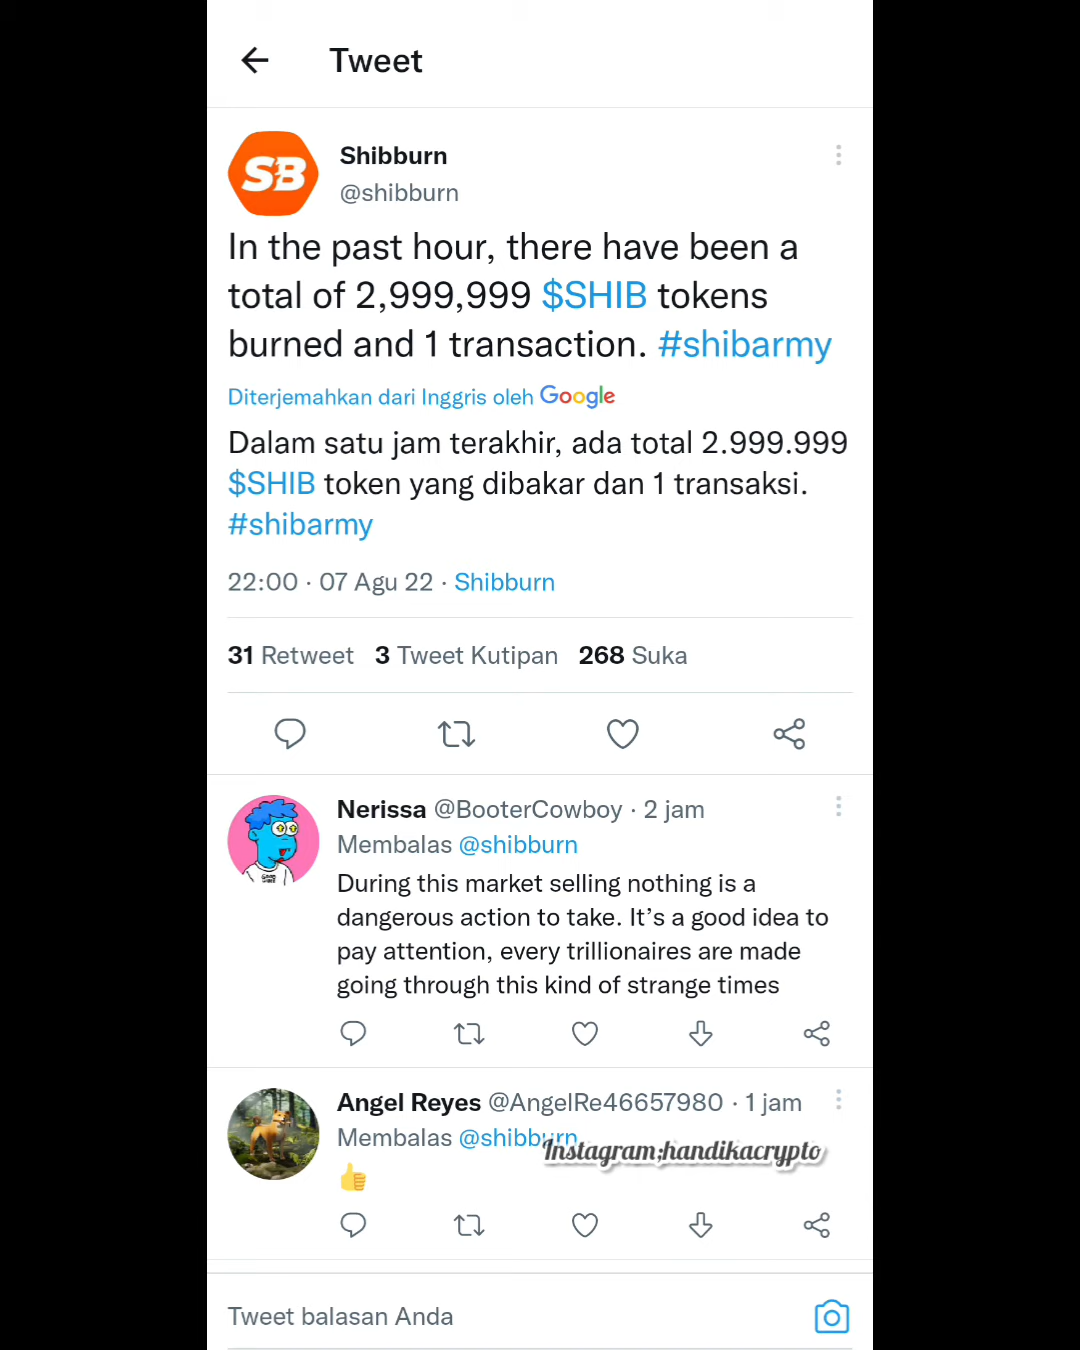 Tweet
SB
Shibburn
@shibburn
In the past hour, there have been a
total of 2,999,999 $SHIB tokens
burned and 1 transaction. #shibarmy
Diterjemahkan dari Inggris oleh Google
Dalam satu jam terakhir, ada total 2.999.999
$SHIB token yang dibakar dan 1 transaksi.
#shibarmy
22:00 · 07 Agu 22 · Shibburn
31 Retweet 3 Tweet Kutipan 268 Suka
Nerissa @BooterCowboy · 2 jam
Membalas @shibburn
During this market selling nothing is a
dangerous action to take. It’s a good idea to
pay attention, every trillionaires are made
going through this kind of strange times
Angel Reyes @AngelRe46657980 · 1 jam
Membalas @shibburn
Instagram;handikacrypto
Tweet balasan Anda